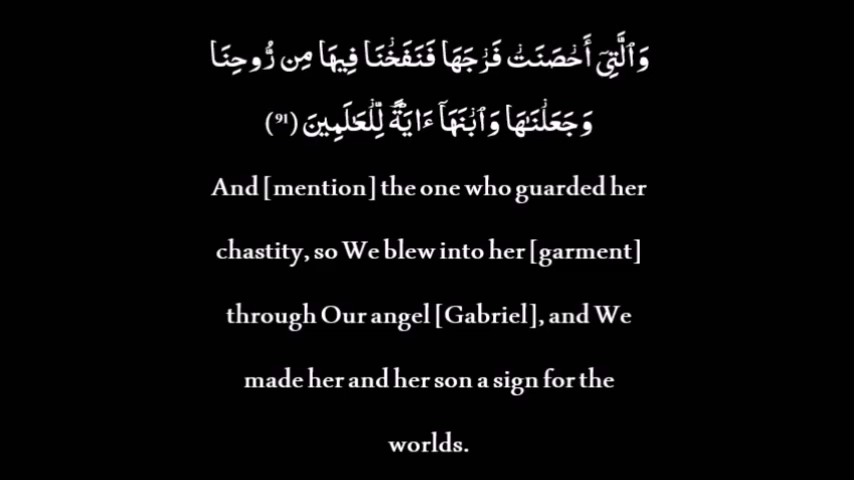 وَٱلَّتِىٓ أَحْصَنَتْ فَرْجَهَا فَنَفَخْنَا فِيهَا مِن رُّوحِنَا
وَجَعَلْنَٰهَا وَٱبْنَهَآ ءَايَةً لِّلْعَٰلَمِينَ (٩١)
And [mention] the one who guarded her
chastity, so We blew into her [garment]
through Our angel [Gabriel], and We
made her and her son a sign for the
worlds.